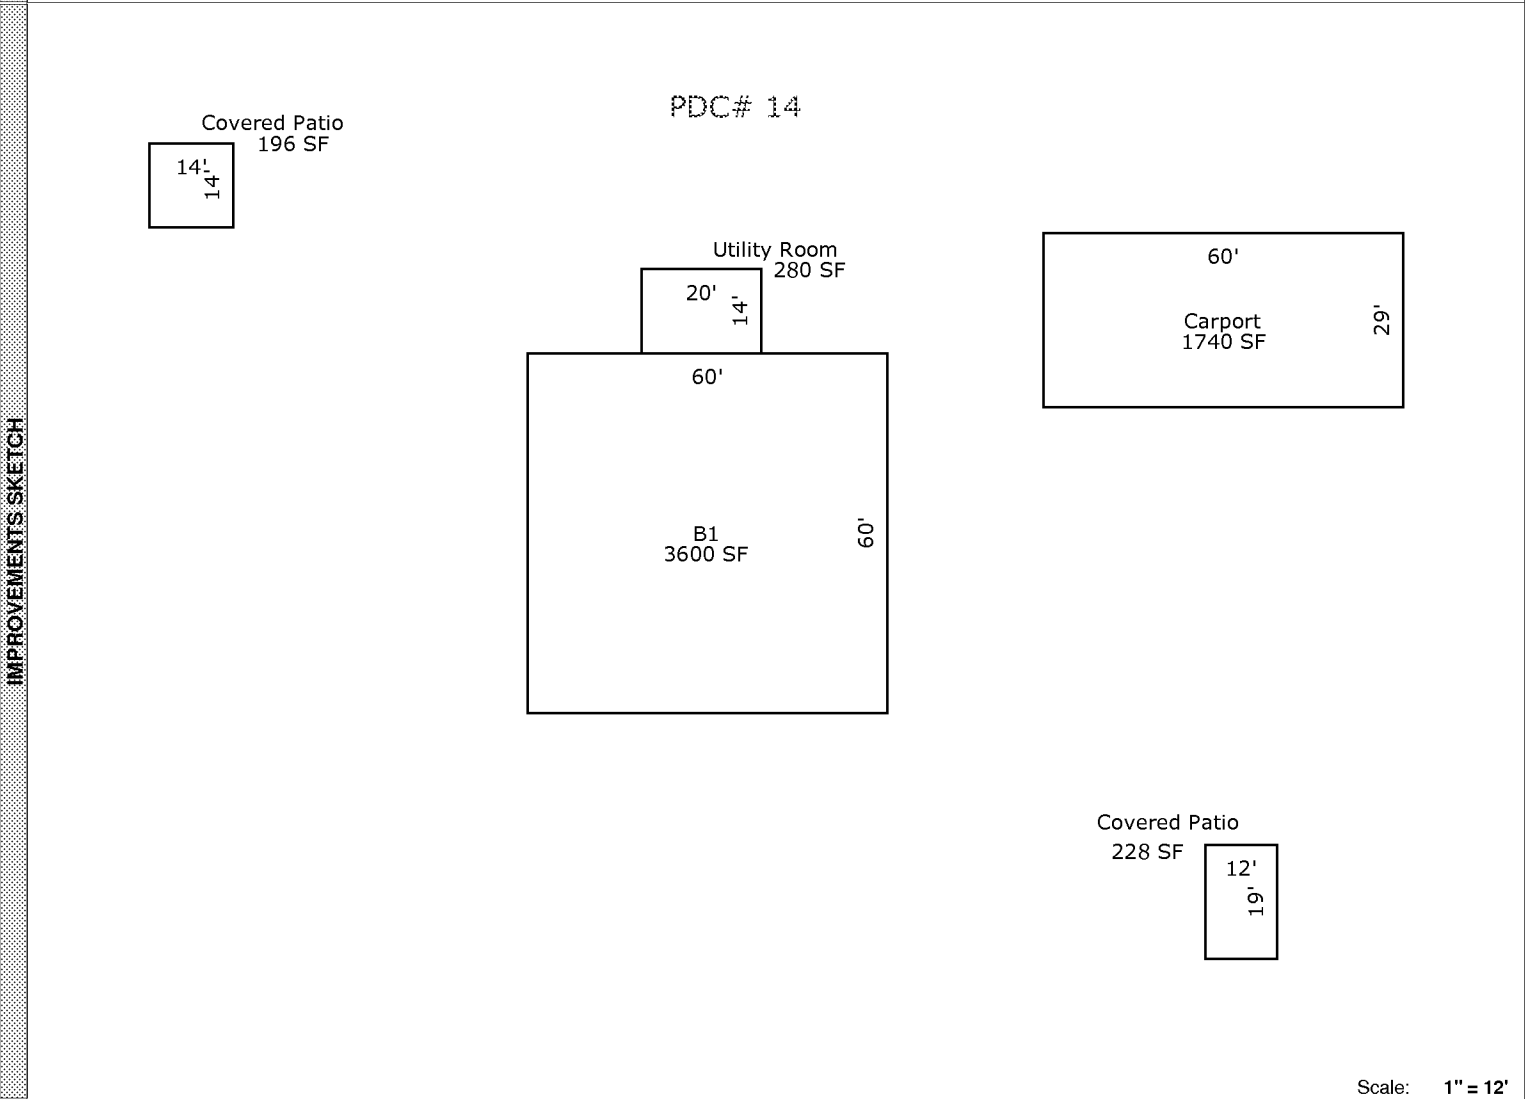 IMPROVEMENTS SKETCH
PDC# 14
Covered Patio
196 SF
14'
14'
Utility Room
280 SF
20'
14'
60'
Carport
1740 SF
29'
60'
B1
3600 SF
60'
Covered Patio
228 SF
12'
19'
Scale: 1" = 12'